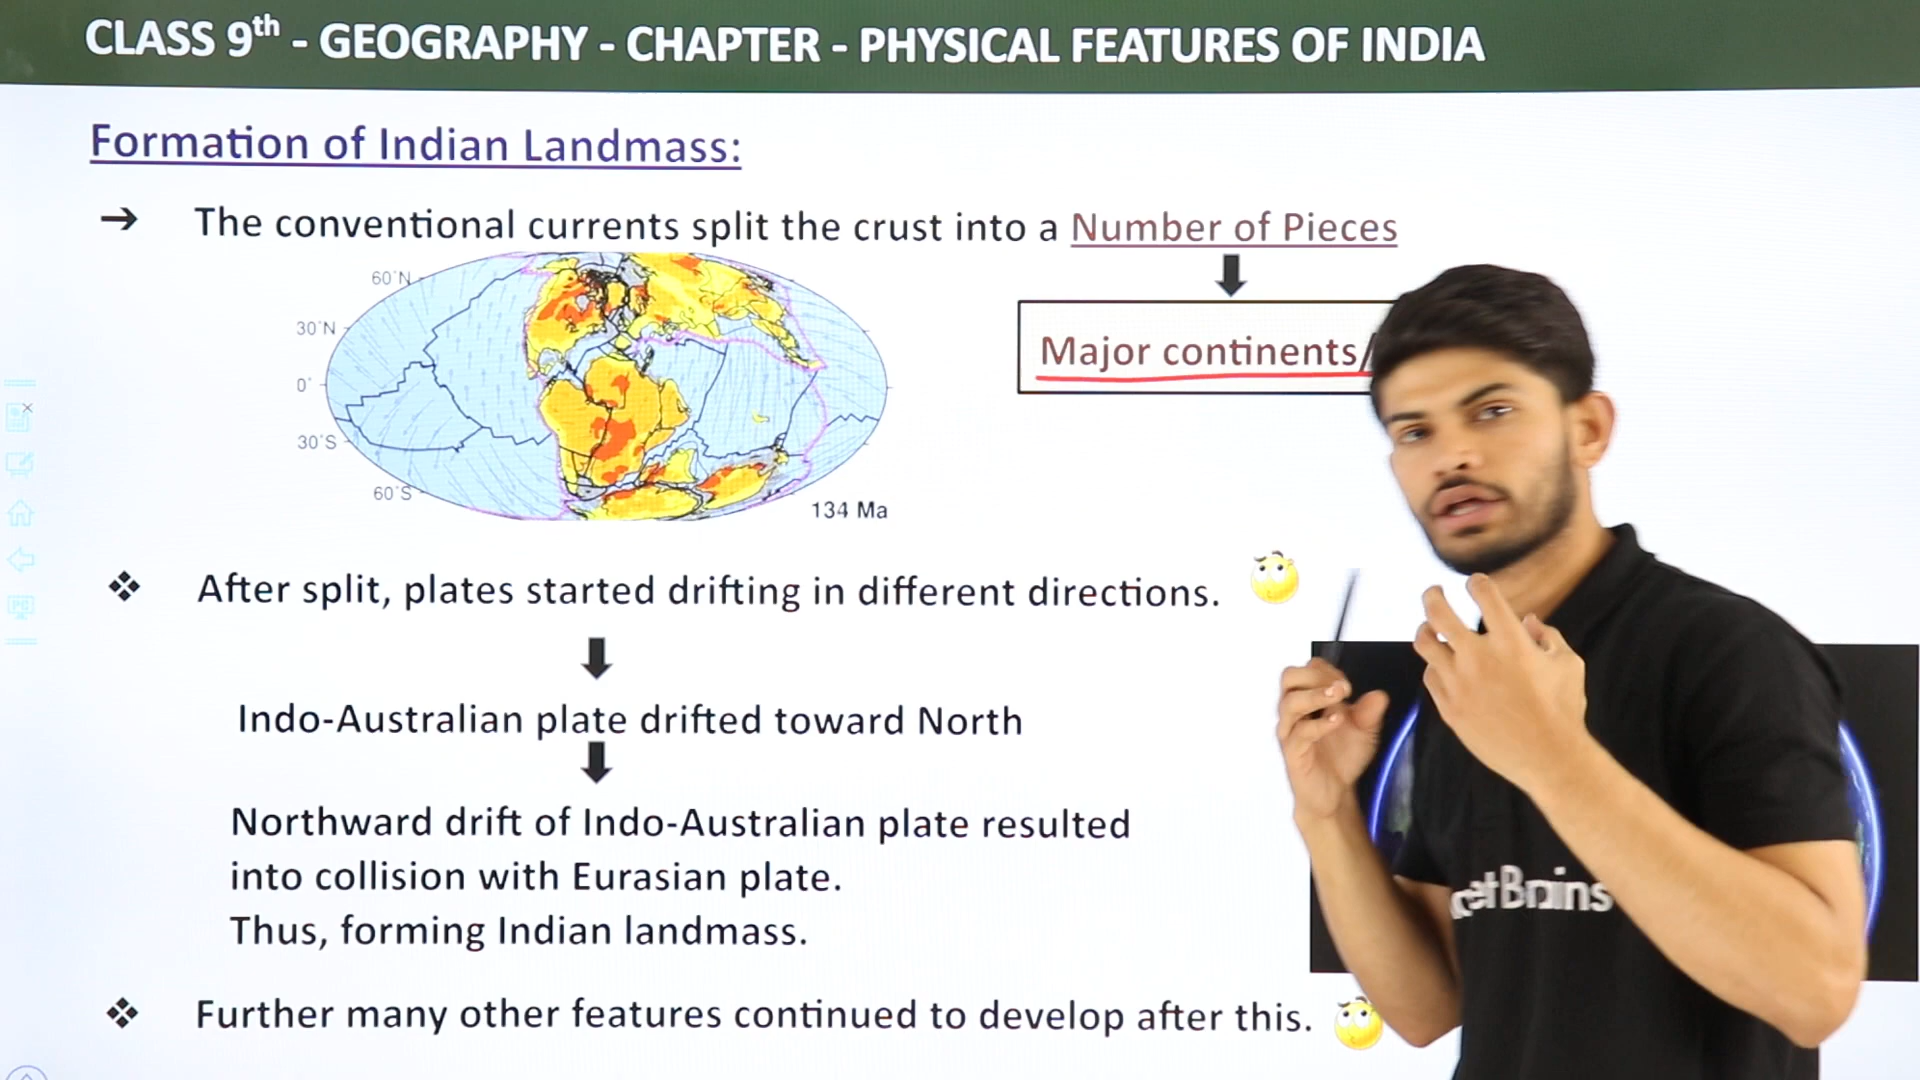 CLASS 9th - GEOGRAPHY - CHAPTER - PHYSICAL FEATURES OF INDIA
Formation of Indian Landmass:
➔ The conventional currents split the crust into a Number of Pieces
Major continents/
60°N
30°N
0°
30°S
60°S
134 Ma
❖ After split, plates started drifting in different directions.
Indo-Australian plate drifted toward North
Northward drift of Indo-Australian plate resulted
into collision with Eurasian plate.
Thus, forming Indian landmass.
❖ Further many other features continued to develop after this.
Brains